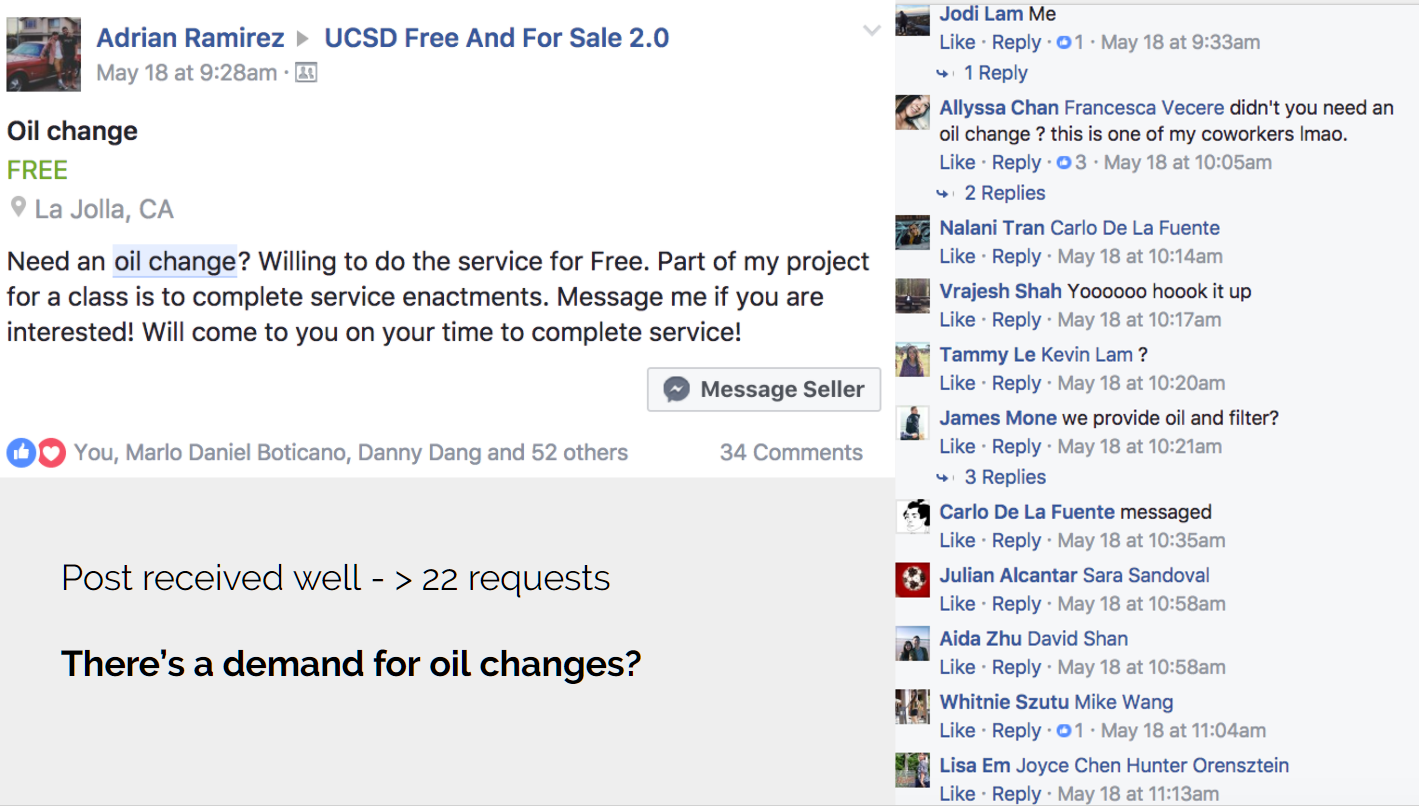 Adrian Ramirez ▸ UCSD Free And For Sale 2.0
May 18 at 9:28am ·
Oil change
FREE
La Jolla, CA
Need an oil change? Willing to do the service for Free. Part of my project
for a class is to complete service enactments. Message me if you are
interested! Will come to you on your time to complete service!
Message Seller
You, Marlo Daniel Boticano, Danny Dang and 52 others
34 Comments
Post received well - > 22 requests
There's a demand for oil changes?
Jodi Lam Me
Like · Reply · 1 · May 18 at 9:33am
1 Reply
Allyssa Chan Francesca Vecere didn't you need an
oil change ? this is one of my coworkers lmao.
Like · Reply · 3 · May 18 at 10:05am
2 Replies
Nalani Tran Carlo De La Fuente
Like · Reply · May 18 at 10:14am
Vrajesh Shah Yoooooo hoook it up
Like · Reply · May 18 at 10:17am
Tammy Le Kevin Lam ?
Like · Reply · May 18 at 10:20am
James Mone we provide oil and filter?
Like · Reply · May 18 at 10:21am
3 Replies
Carlo De La Fuente messaged
Like · Reply · May 18 at 10:35am
Julian Alcantar Sara Sandoval
Like · Reply · May 18 at 10:58am
Aida Zhu David Shan
Like · Reply · May 18 at 10:58am
Whitnie Szutu Mike Wang
Like · Reply · 1 · May 18 at 11:04am
Lisa Em Joyce Chen Hunter Orensztein
Like · Reply · May 18 at 11:13am